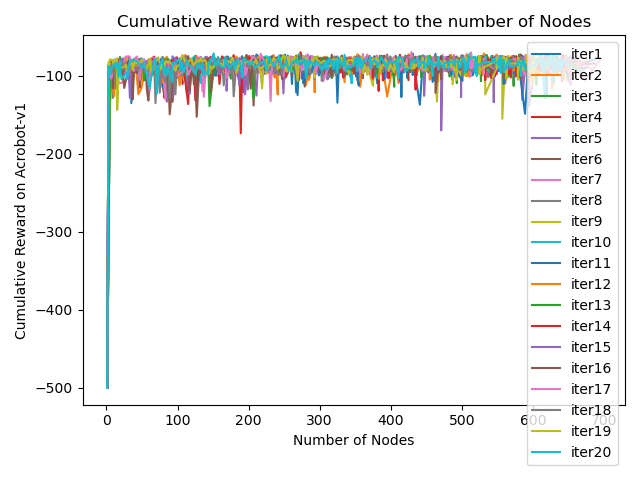 Cumulative Reward with respect to the number of Nodes
Cumulative Reward on Acrobot-v1
−100
−200
−300
−400
−500
0
100
200
300
400
500
600
700
Number of Nodes
iter1
iter2
iter3
iter4
iter5
iter6
iter7
iter8
iter9
iter10
iter11
iter12
iter13
iter14
iter15
iter16
iter17
iter18
iter19
iter20